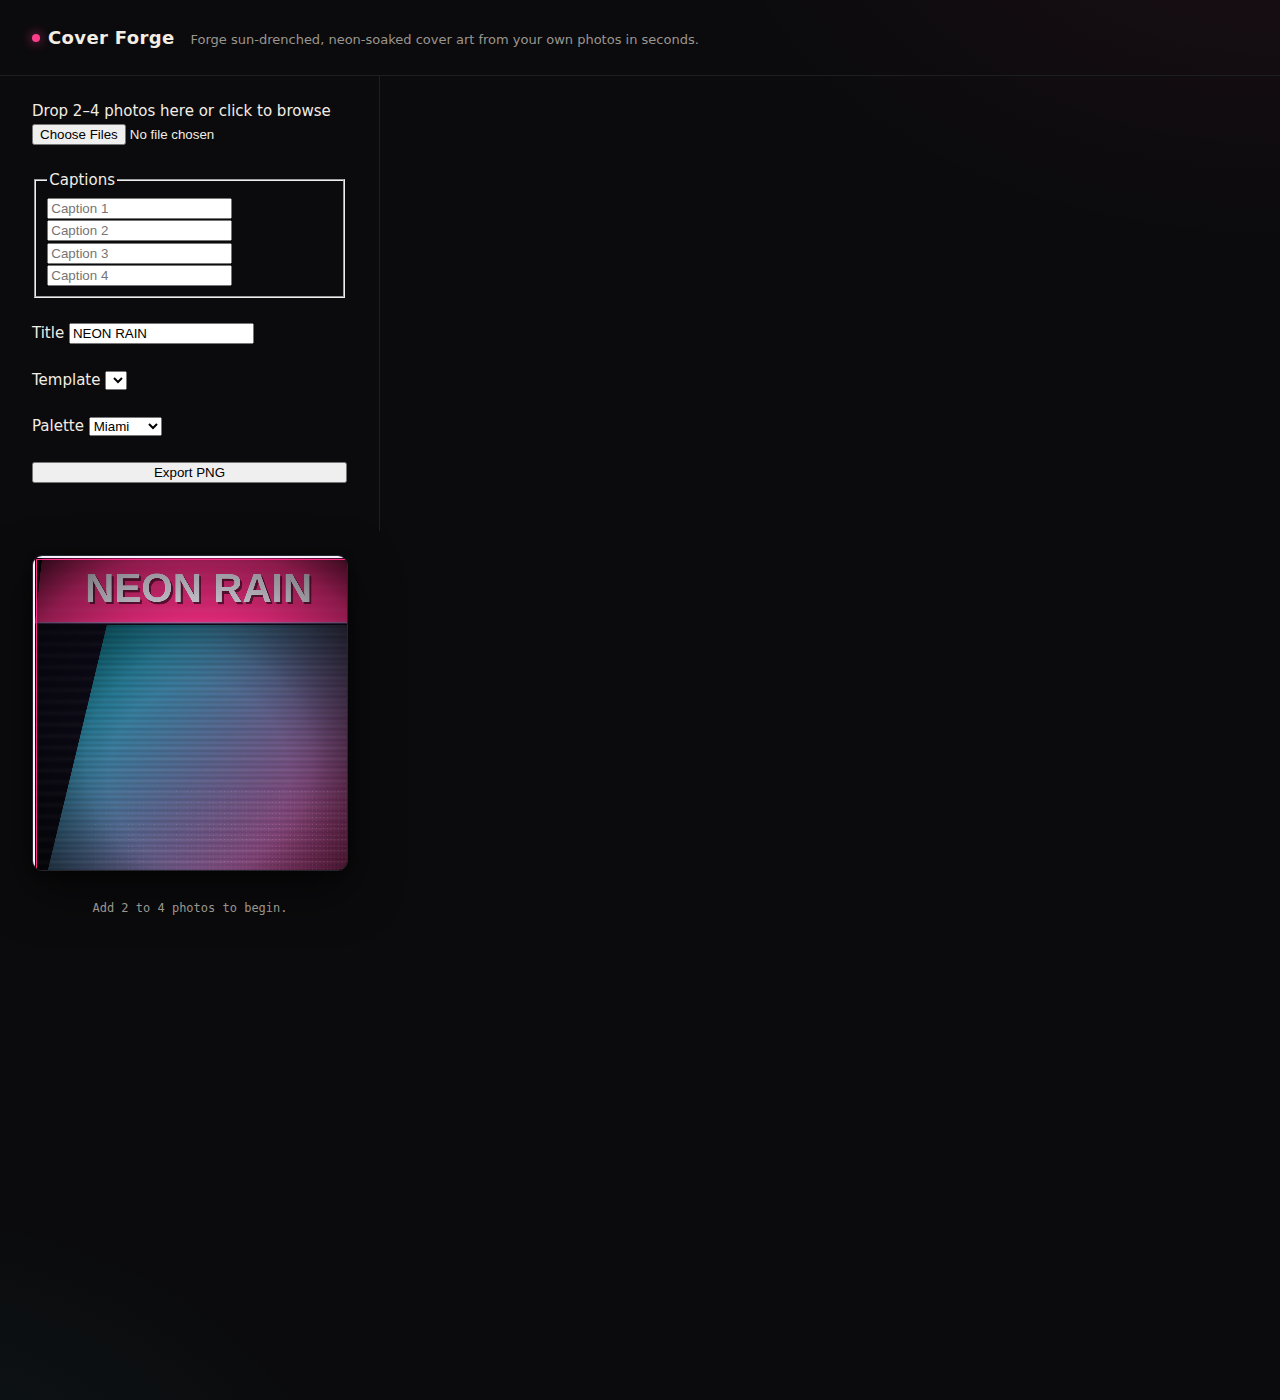 Cover Forge Forge sun-drenched, neon-soaked cover art from your own photos in seconds.
Drop 2–4 photos here or click to browse
Choose Files No file chosen
Captions
Caption 1
Caption 2
Caption 3
Caption 4
Title NEON RAIN
Template
Palette Miami
Export PNG
NEON RAIN
Add 2 to 4 photos to begin.